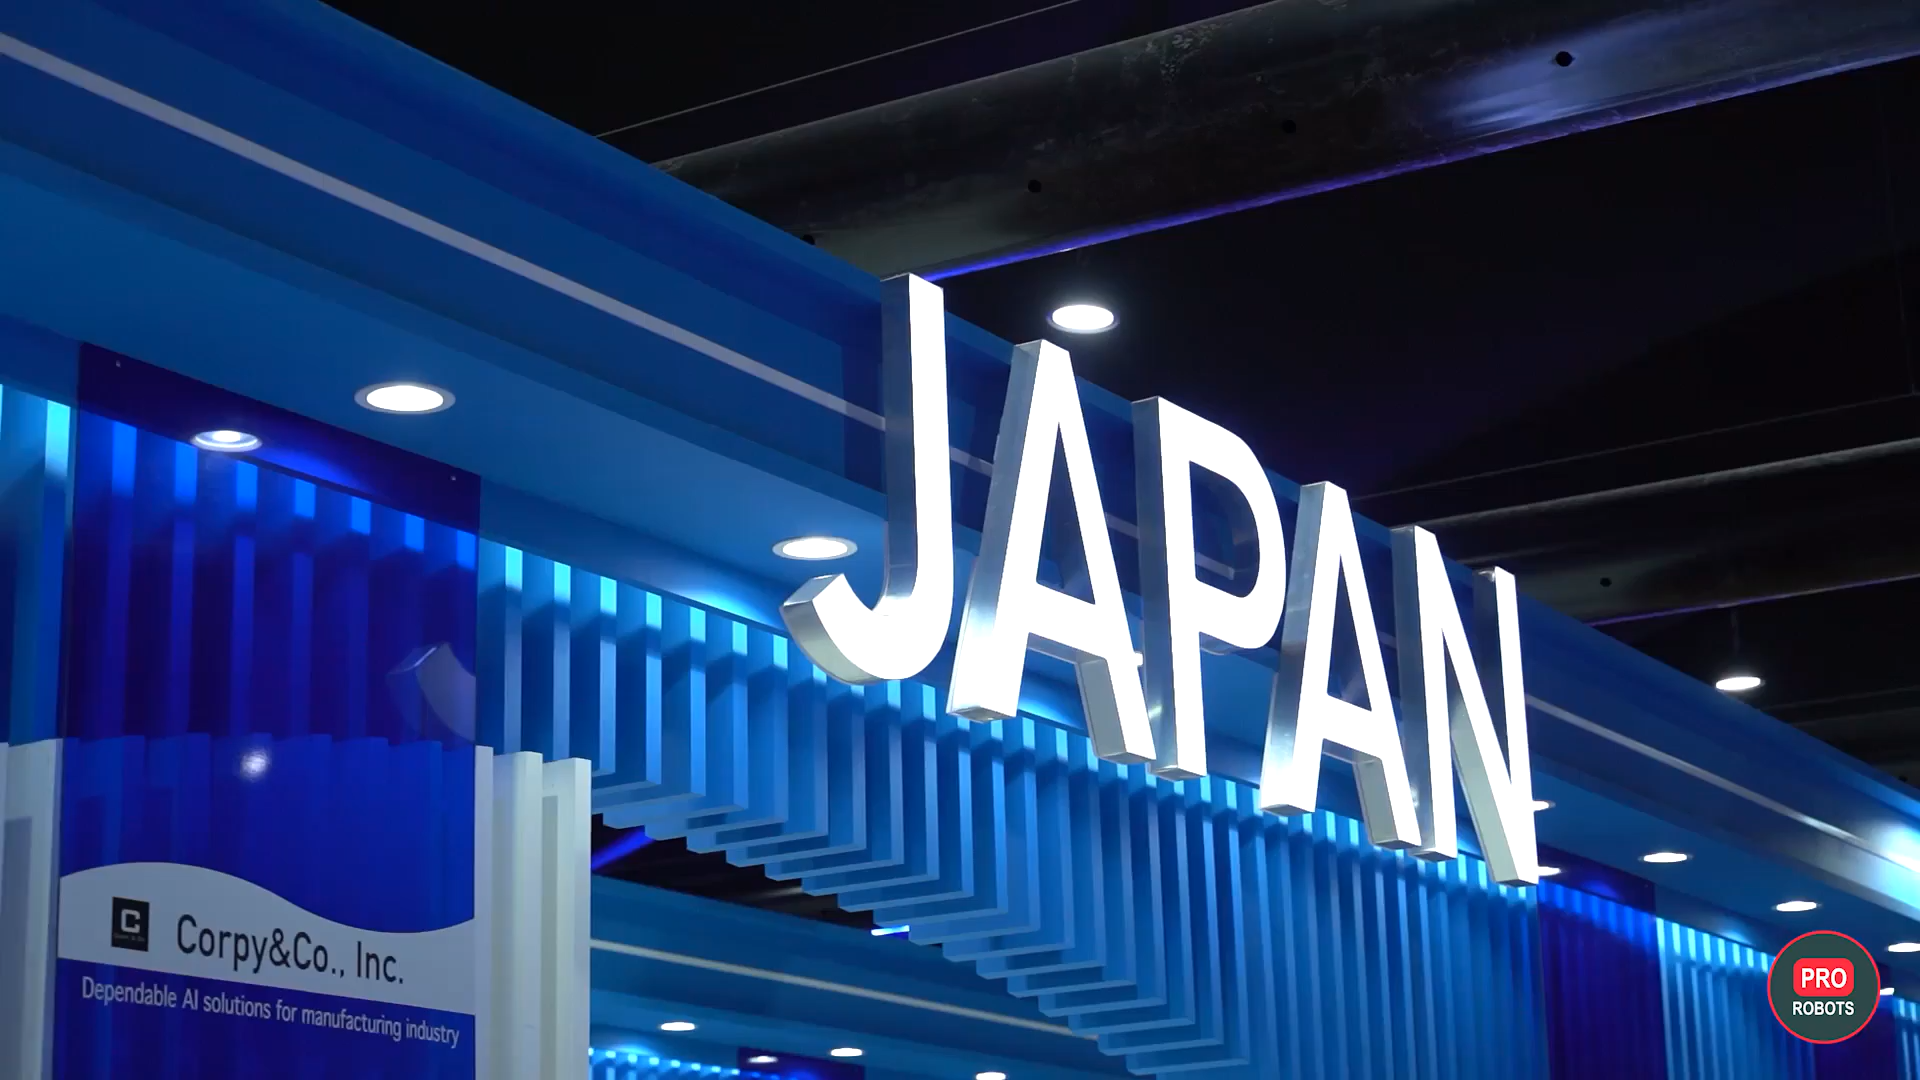 JAPAN
C
Corpy&Co., Inc.
Dependable AI solutions for manufacturing industry
PRO
ROBOTS